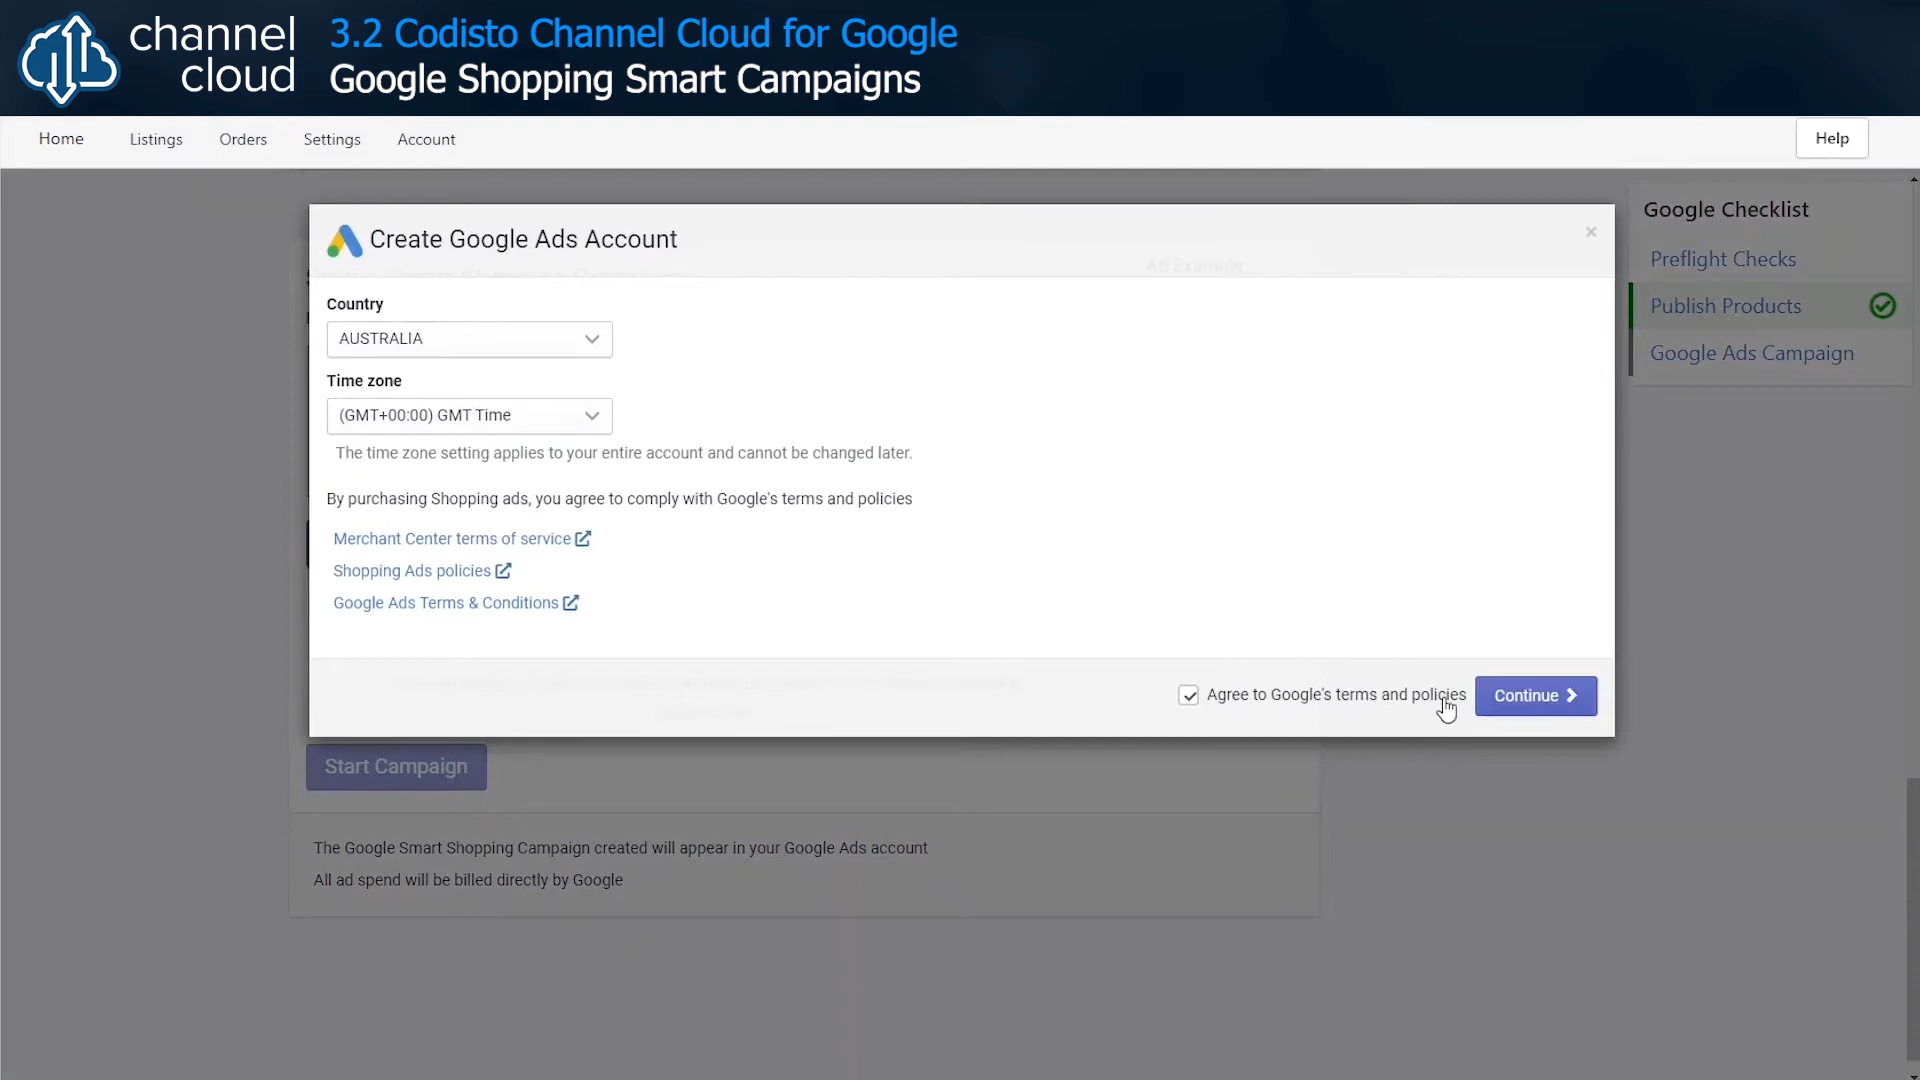 channel
cloud
3.2 Codisto Channel Cloud for Google
Google Shopping Smart Campaigns
Home Listings Orders Settings Account Help
Create Google Ads Account
×
Ad Example
Country
AUSTRALIA
Time zone
(GMT+00:00) GMT Time
The time zone setting applies to your entire account and cannot be changed later.
By purchasing Shopping ads, you agree to comply with Google's terms and policies
Merchant Center terms of service
Shopping Ads policies
Google Ads Terms & Conditions
Agree to Google's terms and policies
Continue
Start Campaign
The Google Smart Shopping Campaign created will appear in your Google Ads account
All ad spend will be billed directly by Google
Google Checklist
Preflight Checks
Publish Products
Google Ads Campaign